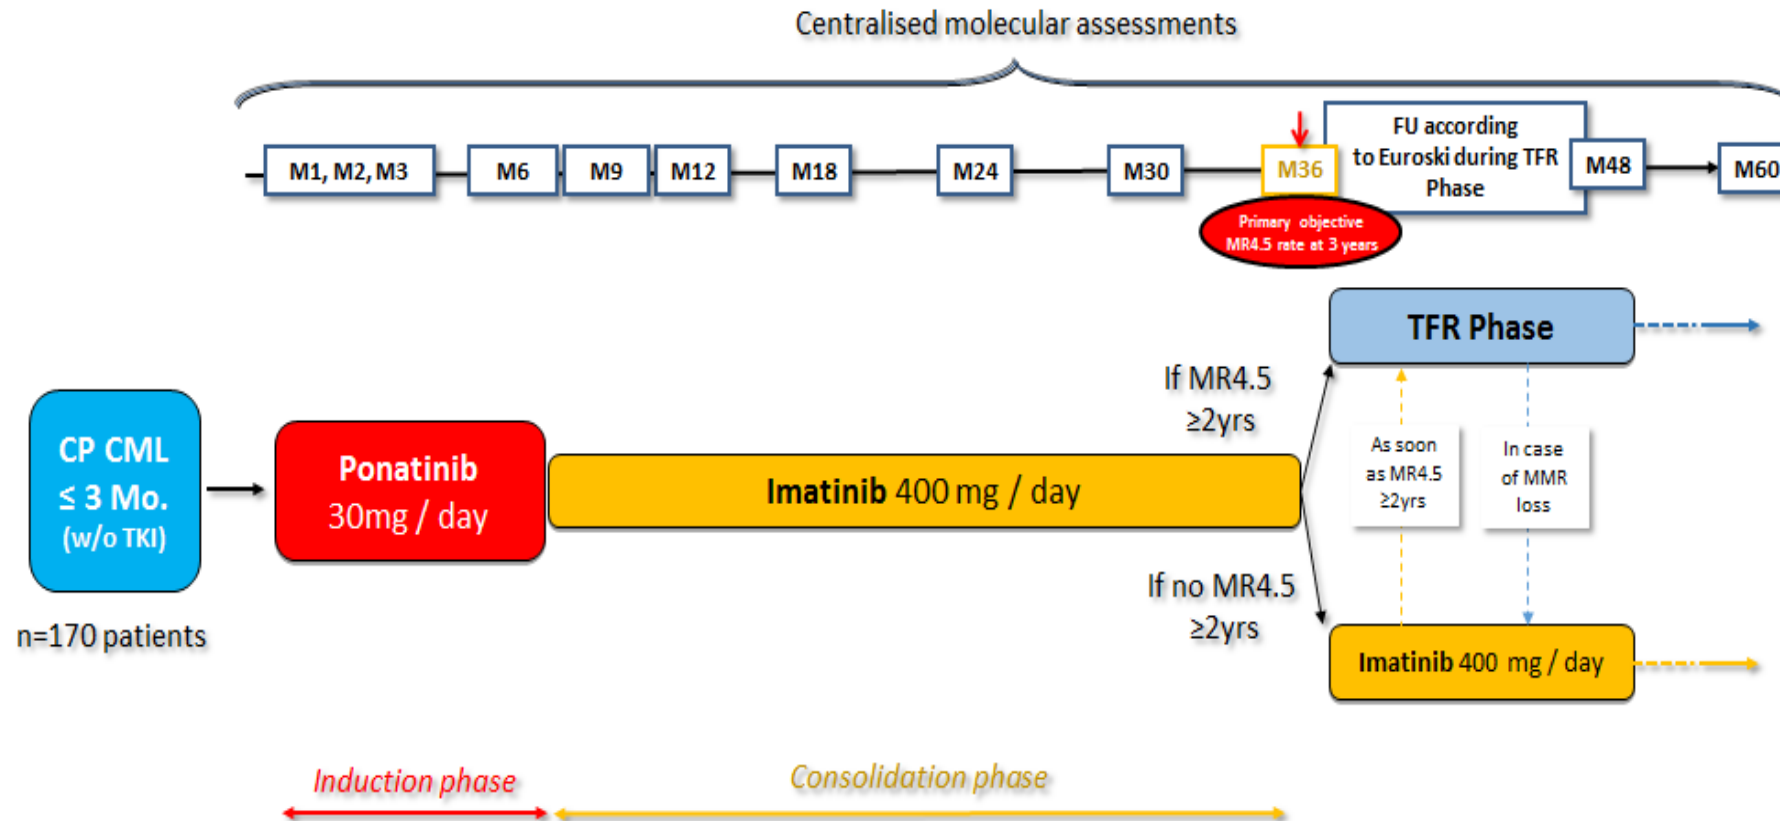 Centralised molecular assessments
M1, M2, M3
M6
M9
M12
M18
M24
M30
M36
FU according
to Euroski during TFR
Phase
M48
M60
Primary objective
MR4.5 rate at 3 years
TFR Phase
If MR4.5
≥2yrs
CP CML
≤ 3 Mo.
(w/o TKI)
Ponatinib
30mg / day
Imatinib 400 mg / day
As soon
as MR4.5
≥2yrs
In case
of MMR
loss
If no MR4.5
≥2yrs
n=170 patients
Imatinib 400 mg / day
Induction phase
Consolidation phase